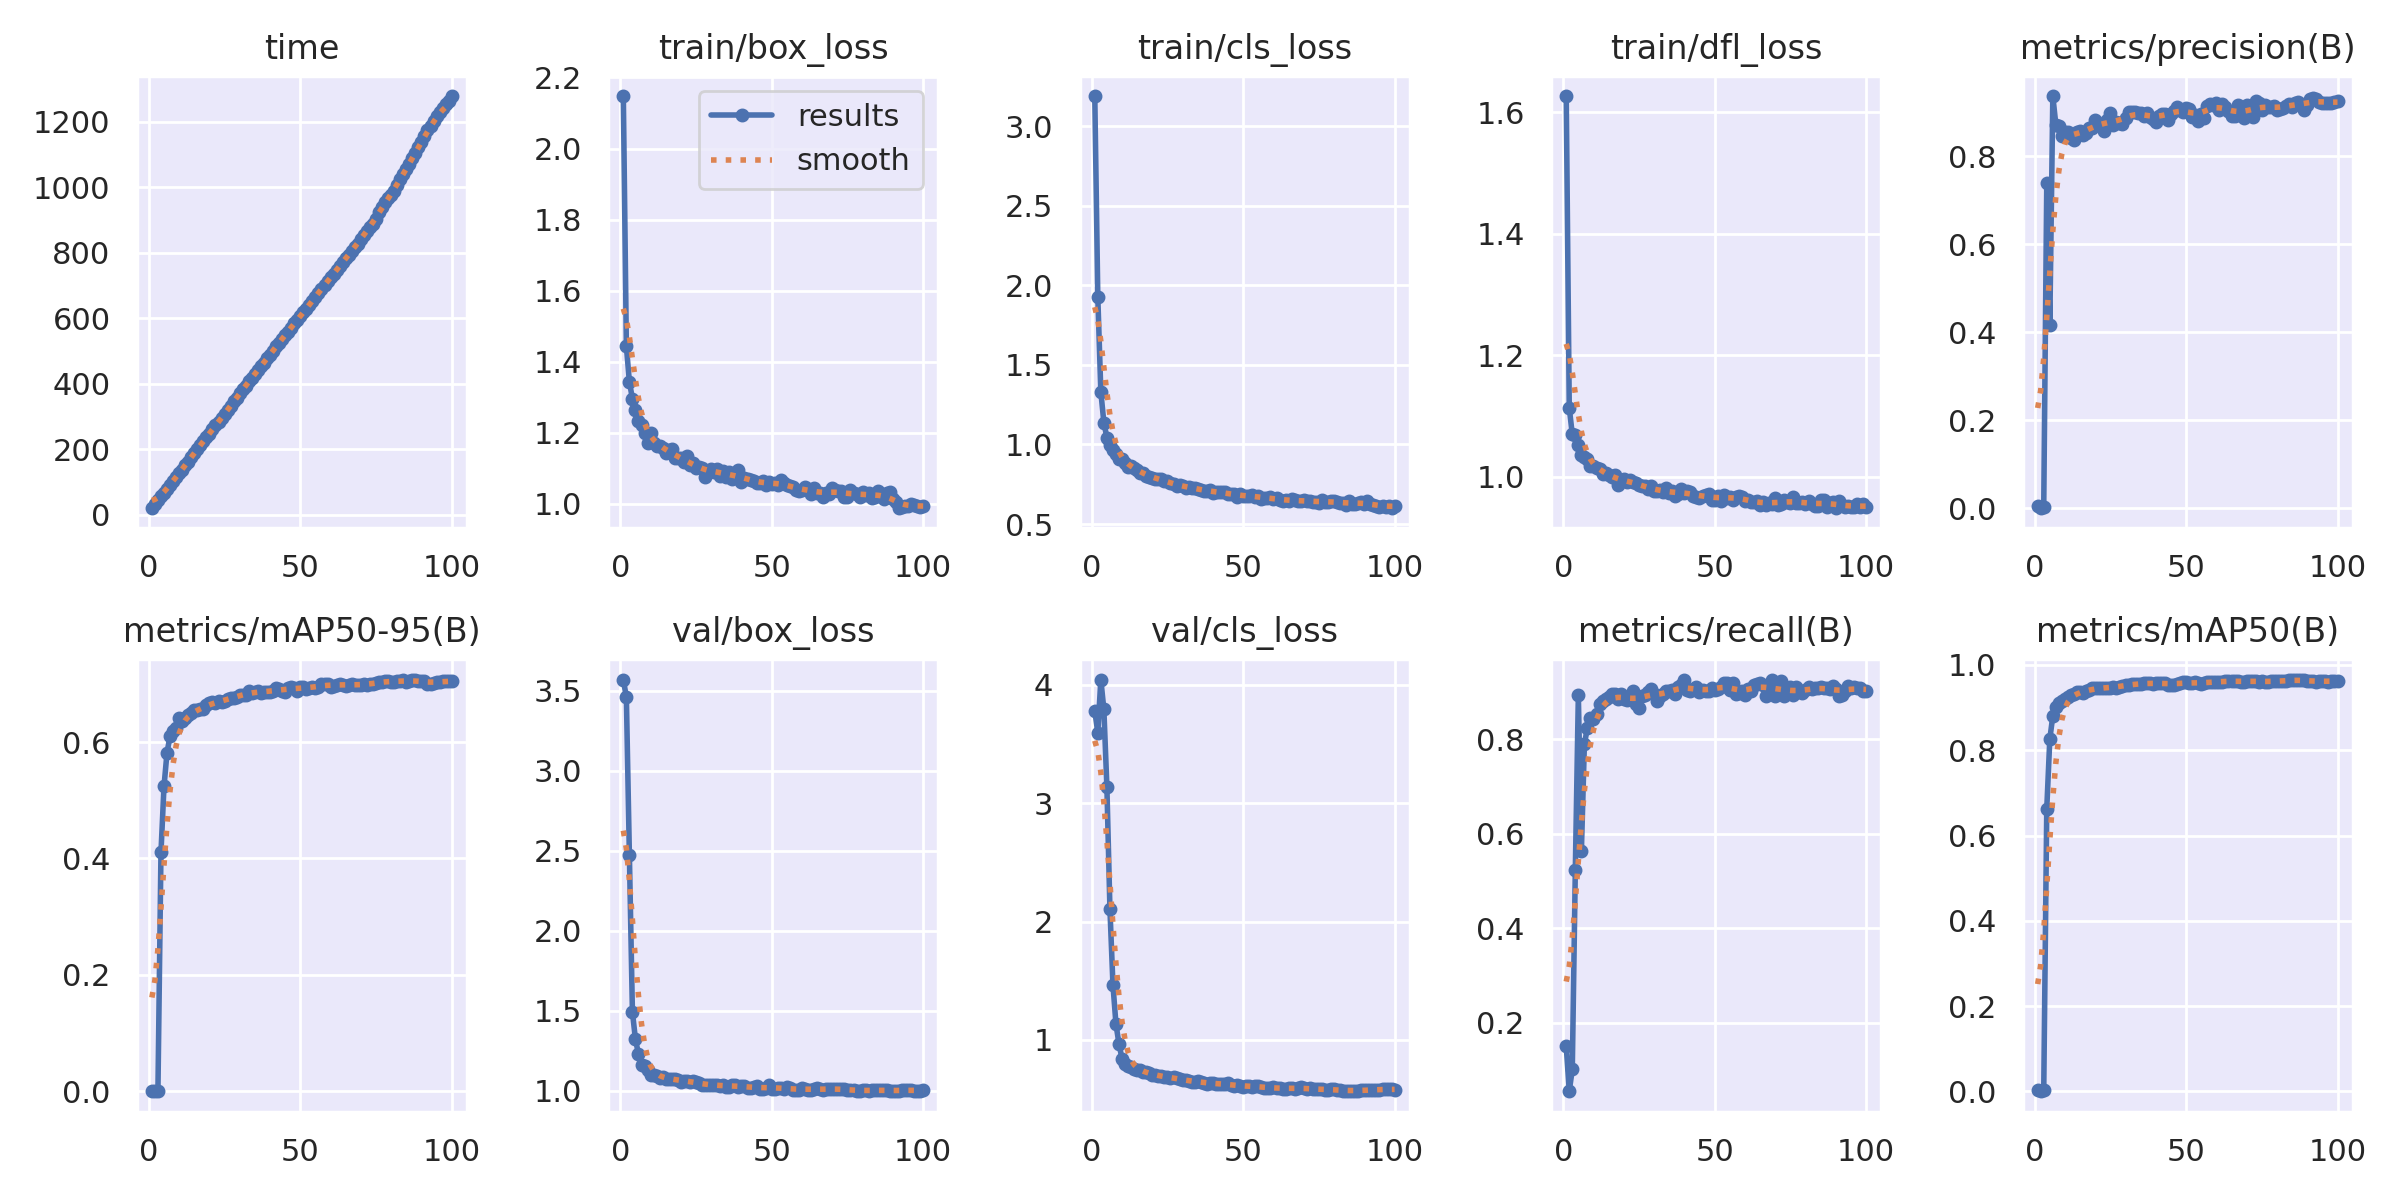 time
train/box_loss
train/cls_loss
train/dfl_loss
metrics/precision(B)
1200
1000
800
600
400
200
0
0 50 100
2.2
2.0
1.8
1.6
1.4
1.2
1.0
results
smooth
0 50 100
3.0
2.5
2.0
1.5
1.0
0.5
0 50 100
1.6
1.4
1.2
1.0
0 50 100
0.8
0.6
0.4
0.2
0.0
0 50 100
metrics/mAP50-95(B)
val/box_loss
val/cls_loss
metrics/recall(B)
metrics/mAP50(B)
0.6
0.4
0.2
0.0
0 50 100
3.5
3.0
2.5
2.0
1.5
1.0
0 50 100
4
3
2
1
0 50 100
0.8
0.6
0.4
0.2
0 50 100
1.0
0.8
0.6
0.4
0.2
0.0
0 50 100